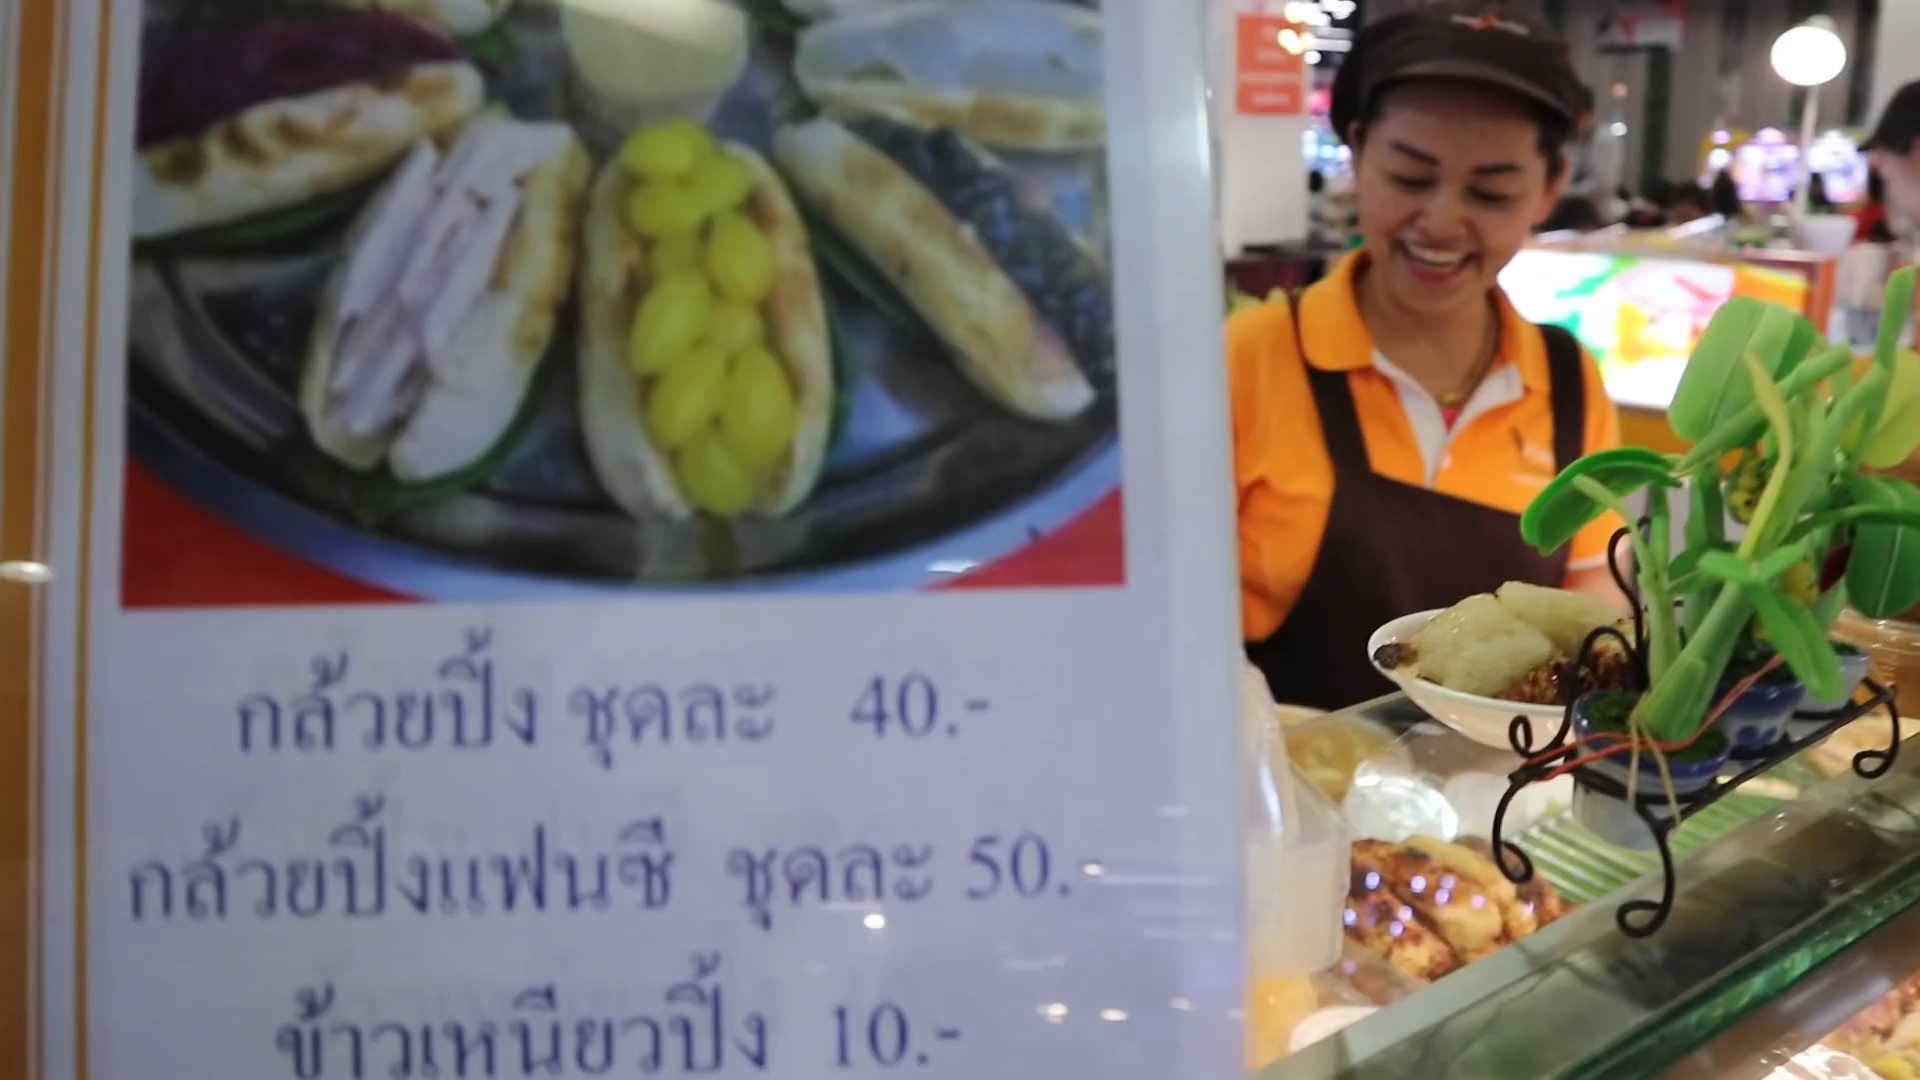 กล้วยปิ้ง ชุดละ 40.-
กล้วยปิ้งแฟนซี ชุดละ 50.-
ข้าวเหนียวปิ้ง 10.-